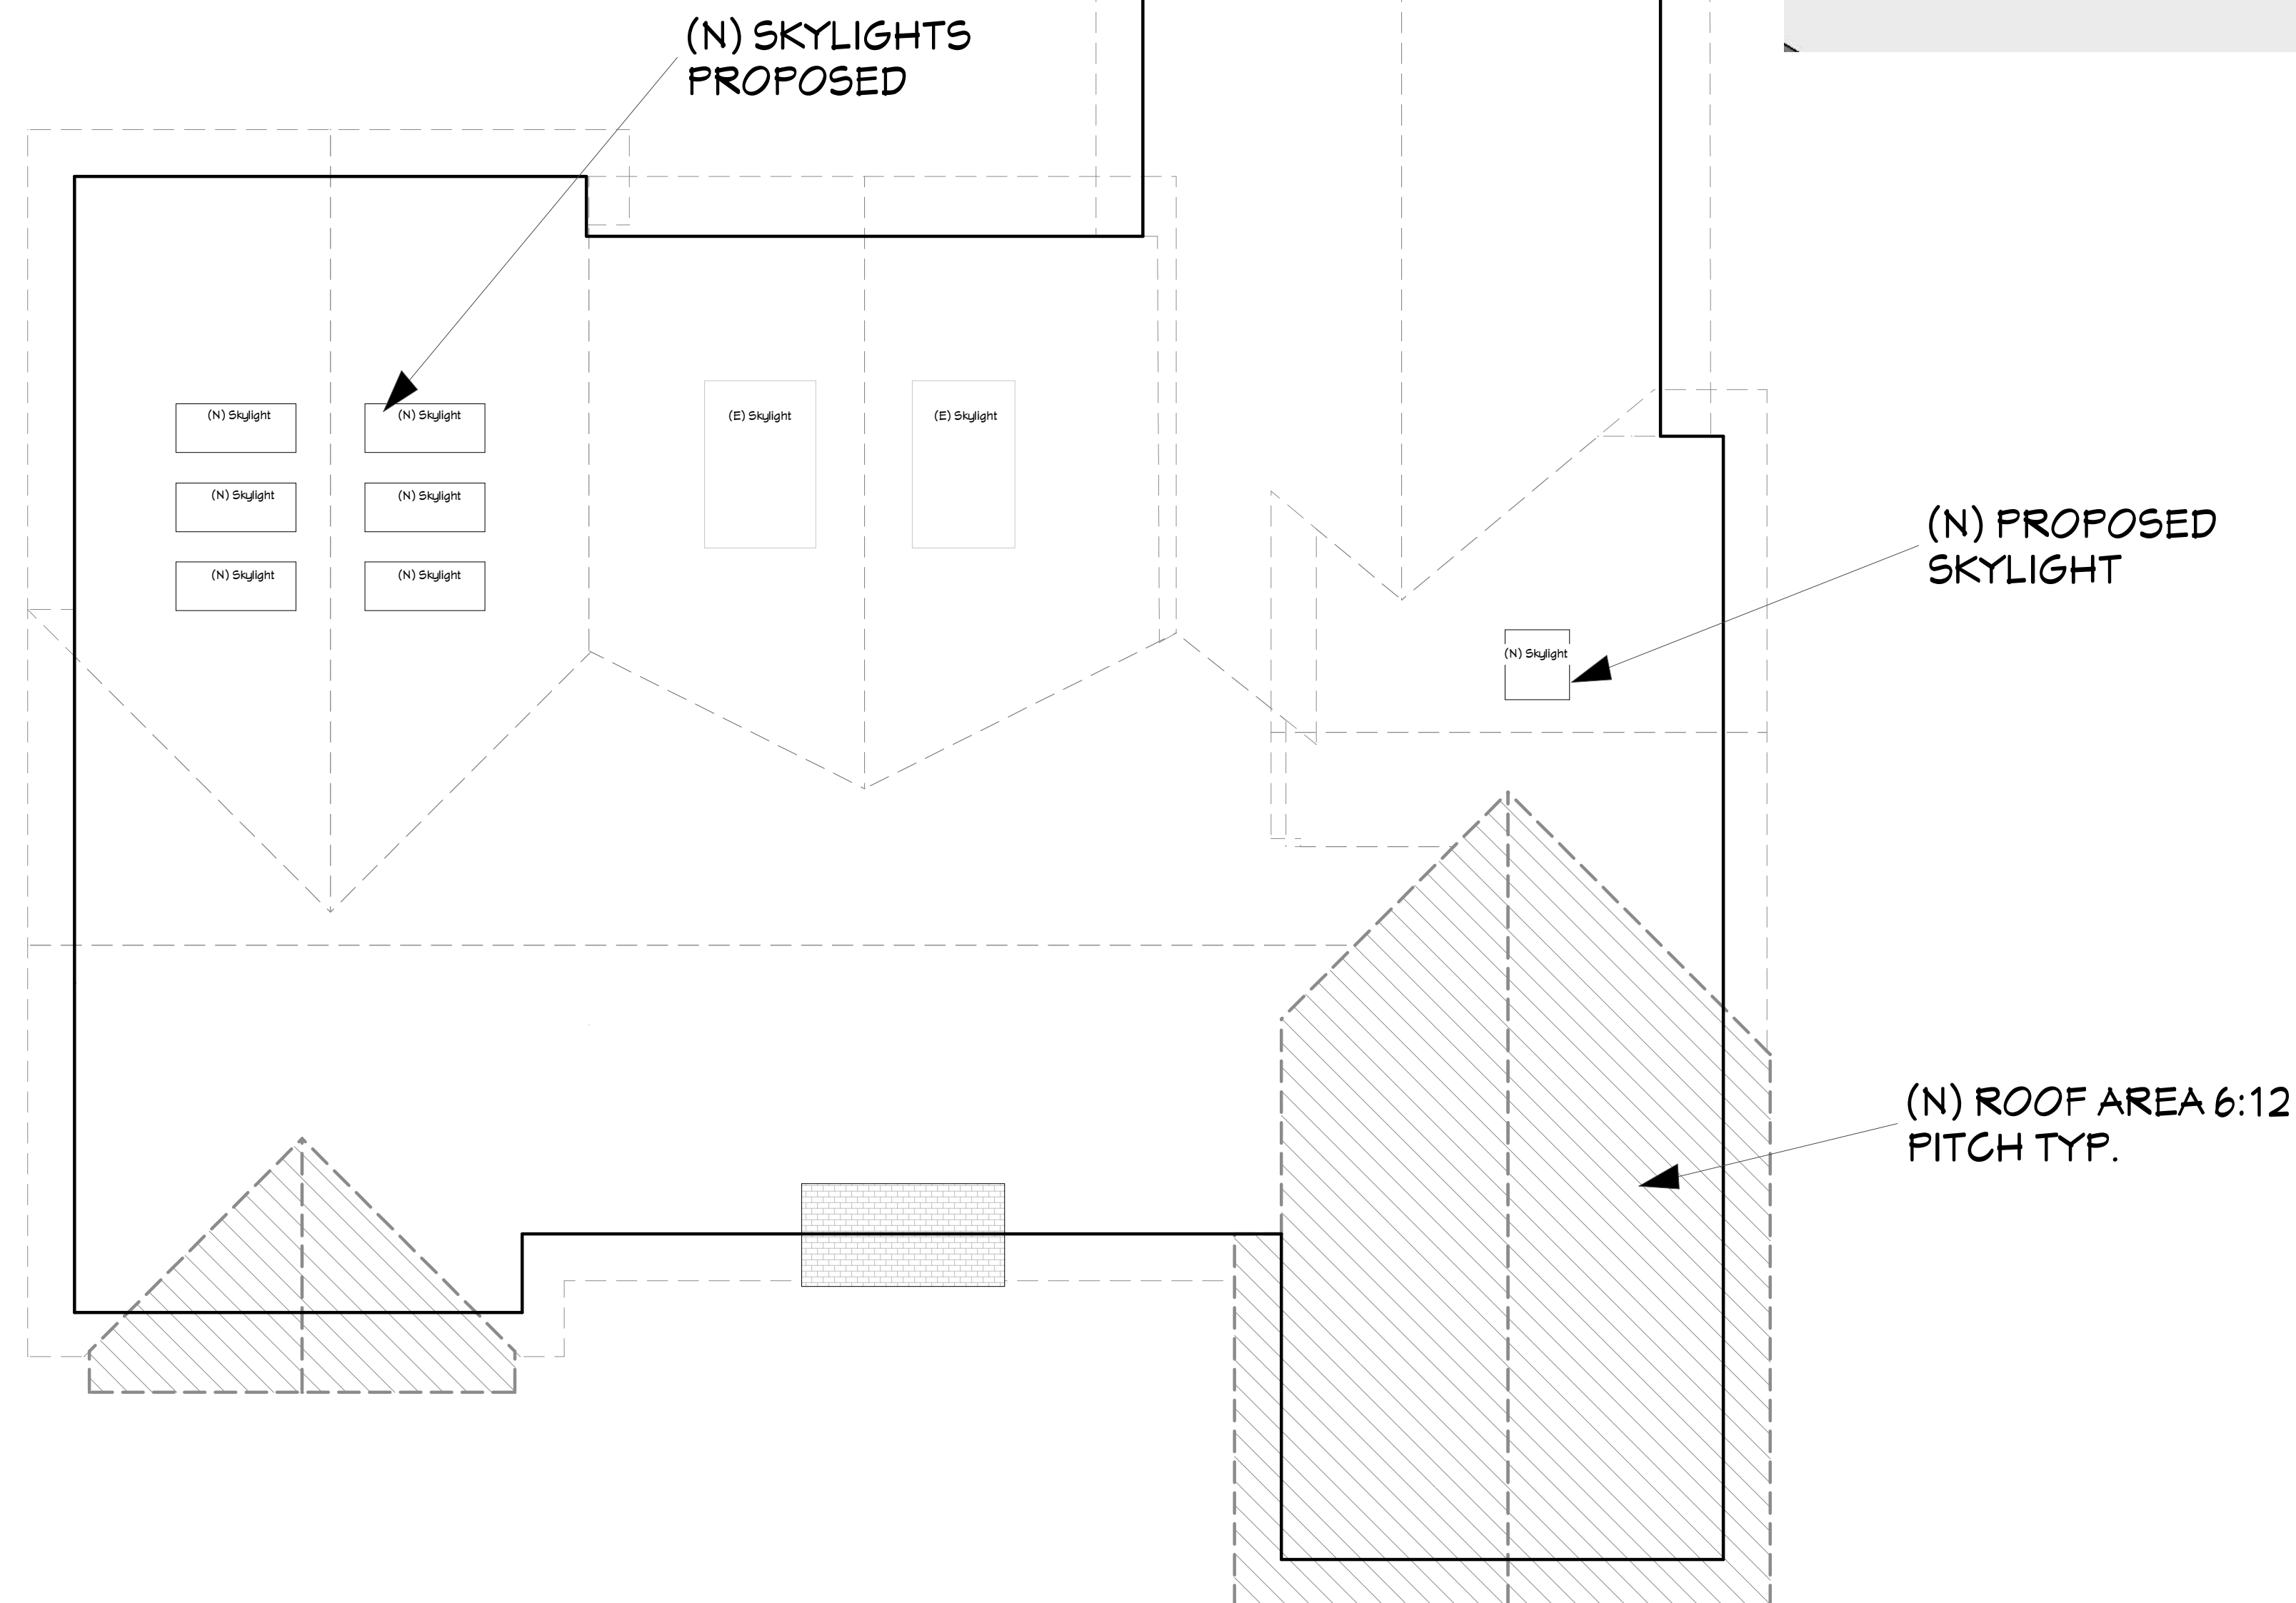 (N) SKYLIGHTS
PROPOSED
(N) Skylight
(N) Skylight
(E) Skylight
(E) Skylight
(N) Skylight
(N) Skylight
(N) Skylight
(N) Skylight
(N) PROPOSED
SKYLIGHT
(N) Skylight
(N) ROOF AREA 6:12
PITCH TYP.